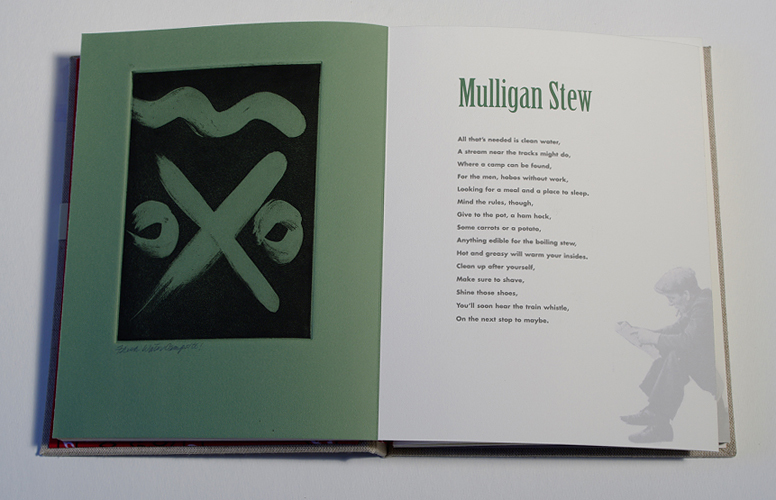 Mulligan Stew
All that's needed is clean water,
A stream near the tracks might do,
Where a camp can be found,
For the men, hobos without work,
Looking for a meal and a place to sleep.
Mind the rules, though,
Give to the pot, a ham hock,
Some carrots or a potato,
Anything edible for the boiling stew,
Hot and greasy will warm your insides.
Clean up after yourself,
Make sure to shave,
Shine those shoes,
You'll soon hear the train whistle,
On the next stop to maybe.